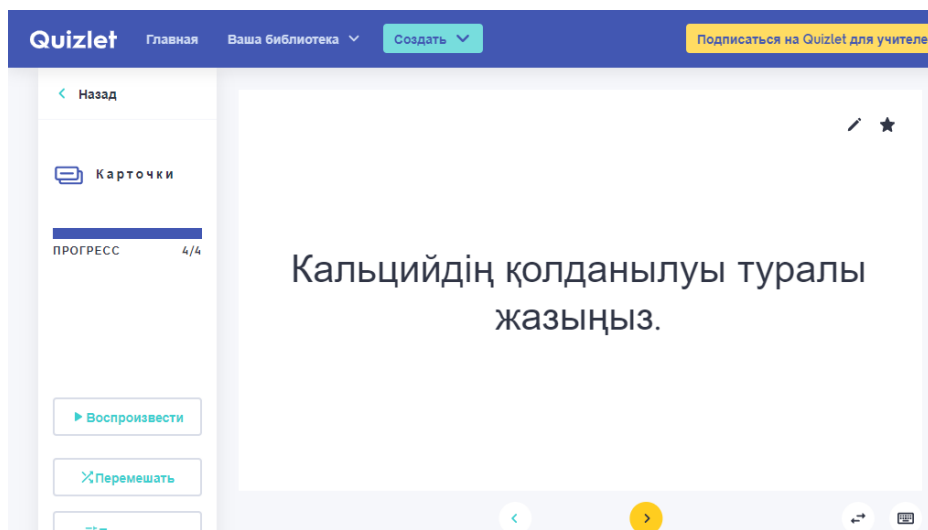 Quizlet Главная Ваша библиотека Создать Подписаться на Quizlet для учителе
Назад
Карточки
ПРОГРЕСС 4/4
Кальцийдің қолданылуы туралы
жазыңыз.
Воспроизвести
Перемешать